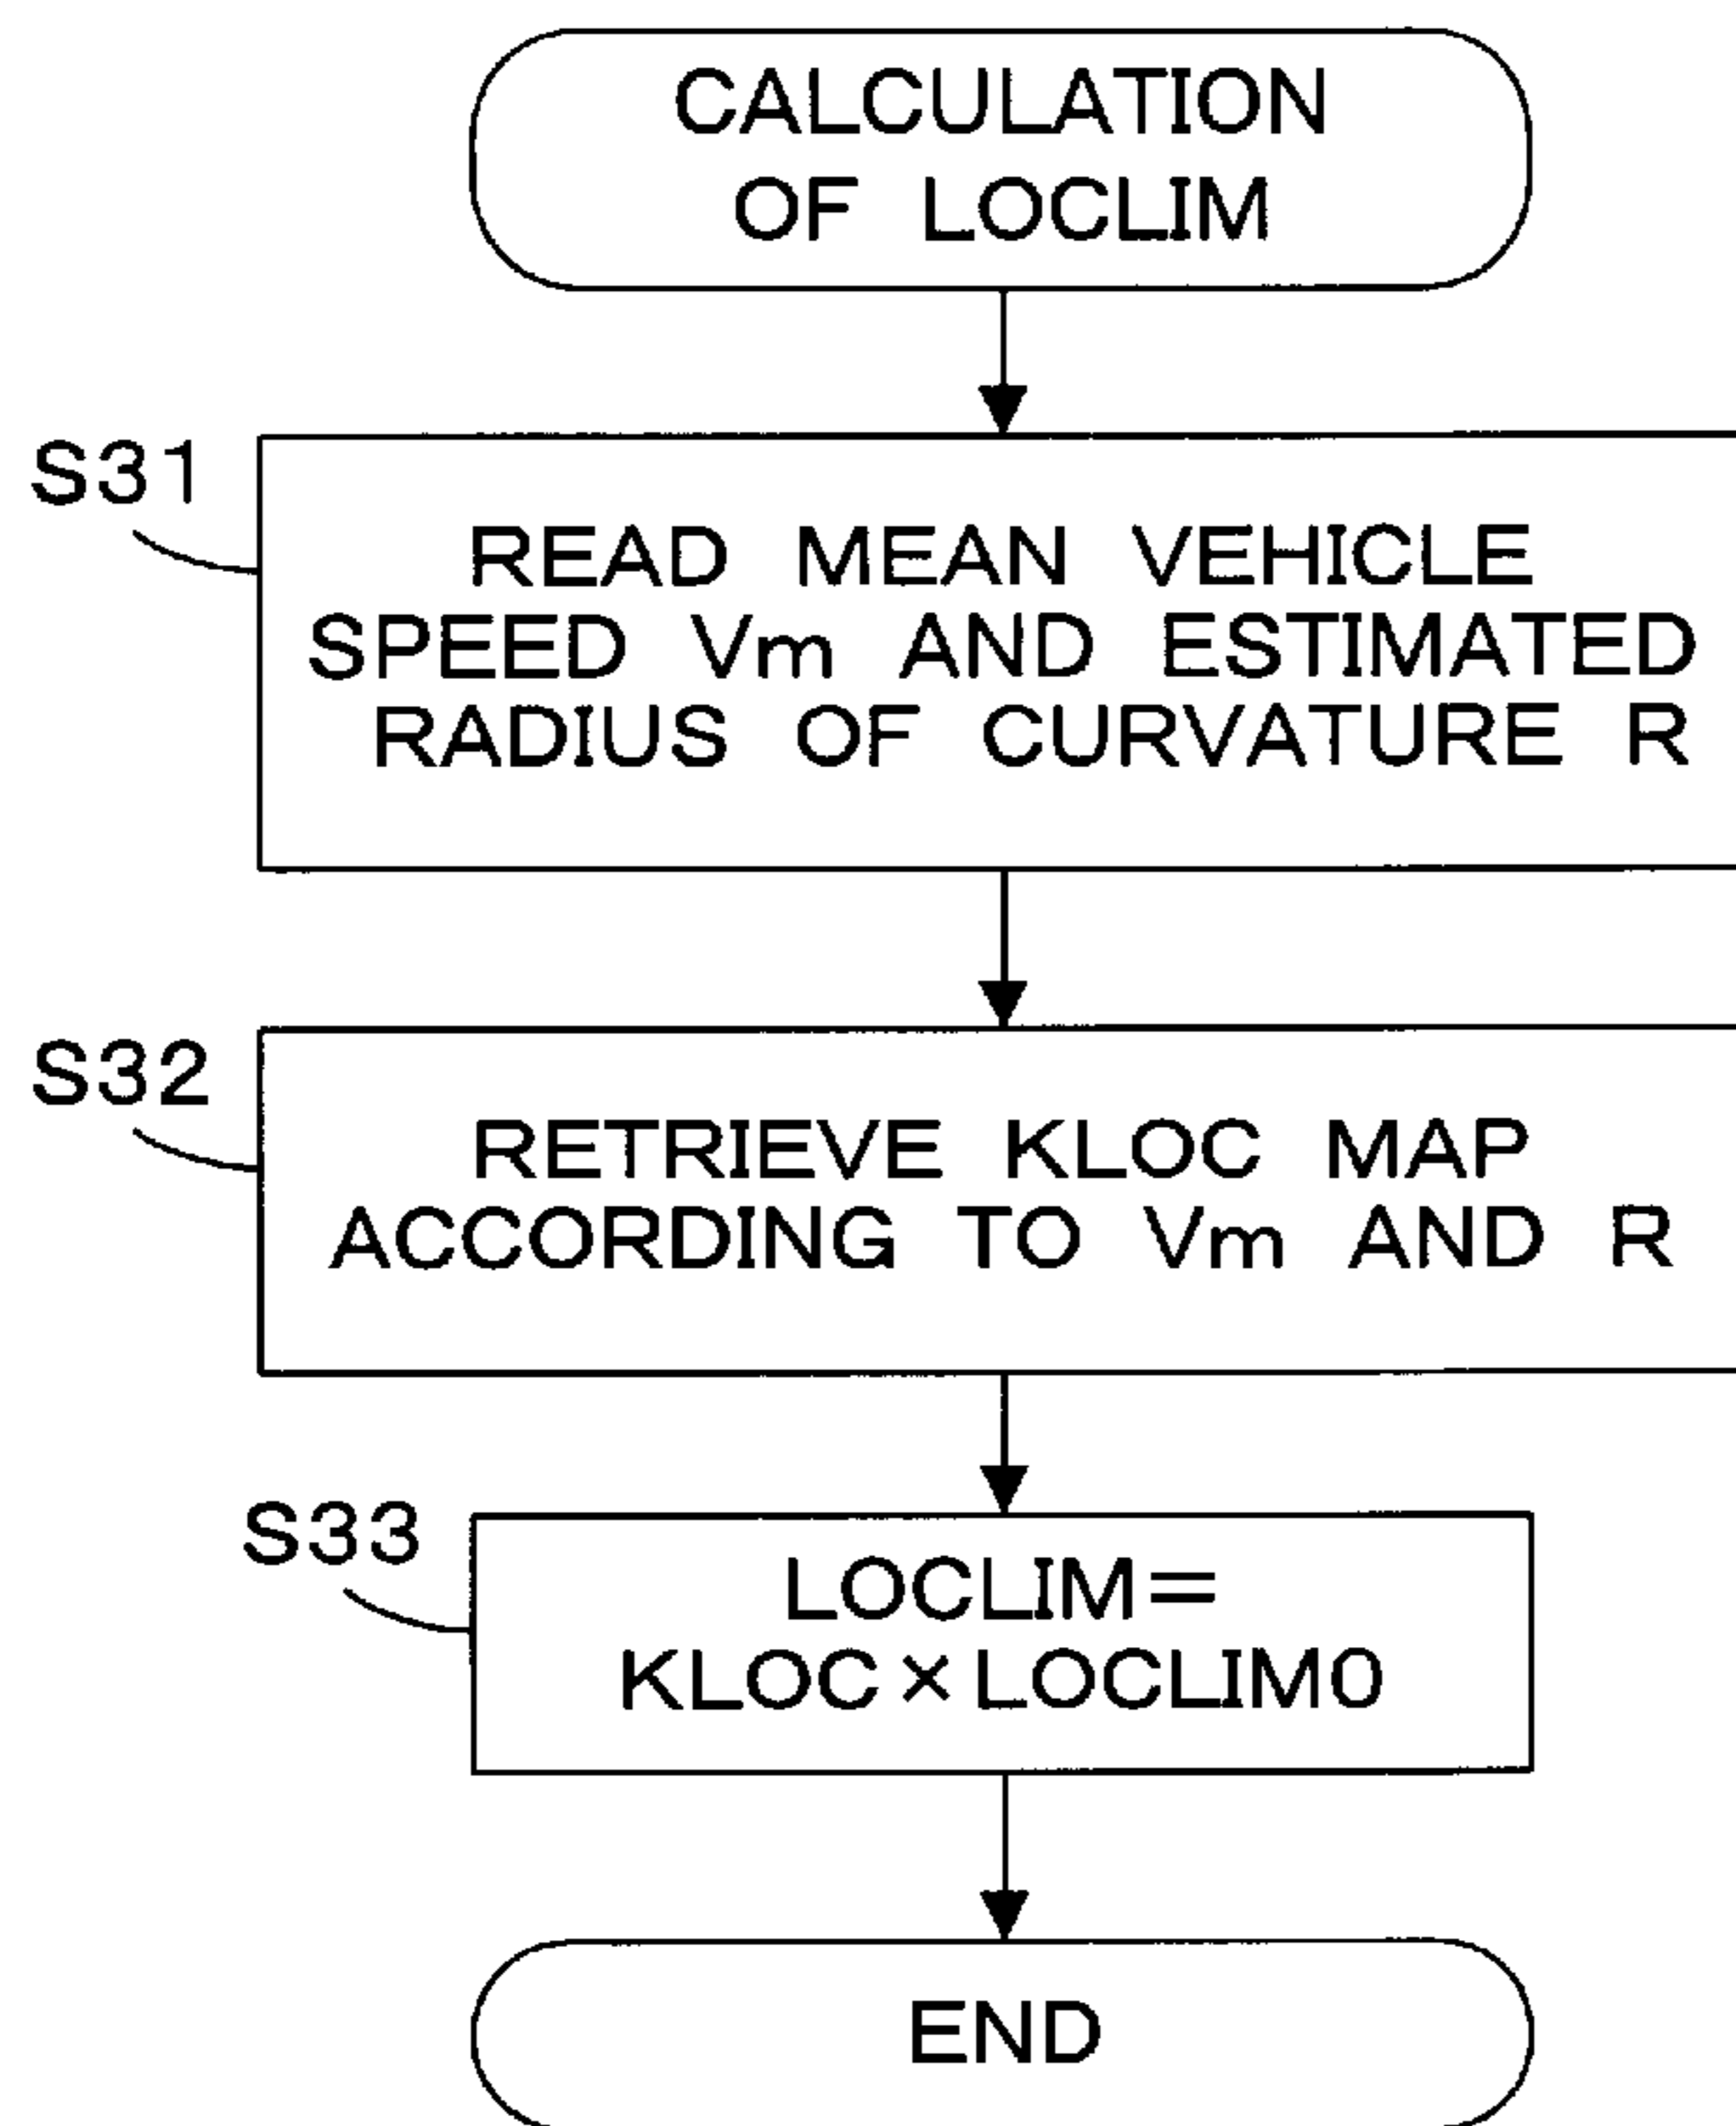 CALCULATION
OF LOCLIM
S31
READ MEAN VEHICLE
SPEED Vm AND ESTIMATED
RADIUS OF CURVATURE R
S32
RETRIEVE KLOC MAP
ACCORDING TO Vm AND R
S33
LOCLIM=
KLOC×LOCLIM0
END